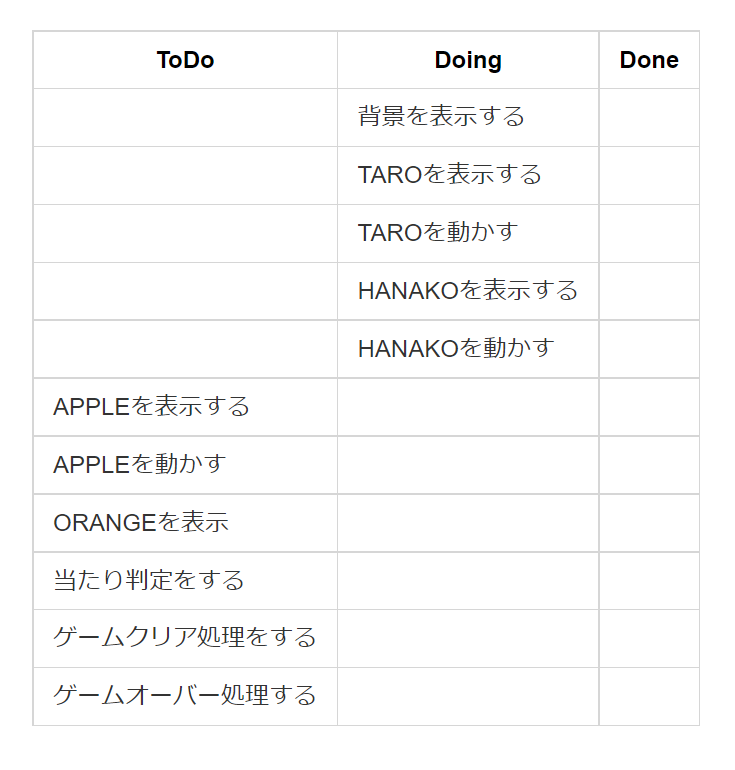 ToDo Doing Done
背景を表示する
TAROを表示する
TAROを動かす
HANAKOを表示する
HANAKOを動かす
APPLEを表示する
APPLEを動かす
ORANGEを表示
当たり判定をする
ゲームクリア処理をする
ゲームオーバー処理する